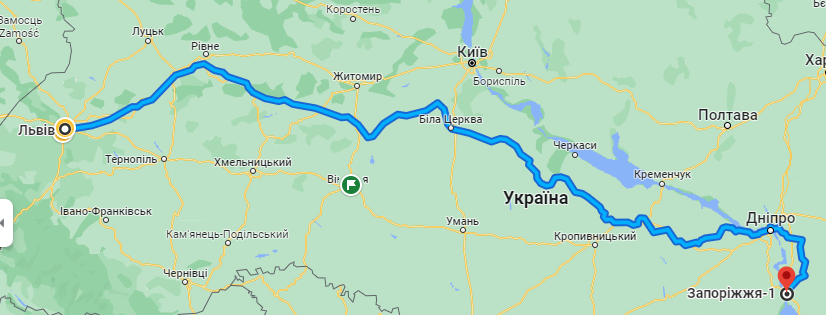 Замосць
Zamość
Луцьк
Коростень
Рівне
Київ
Житомир
Бориспіль
Львів
Біла Церква
Полтава
Тернопіль
Хмельницький
Черкаси
Кременчук
Україна
Івано-Франківськ
Умань
Дніпро
Кам'янець-Подільський
Кропивницький
Чернівці
Запоріжжя-1